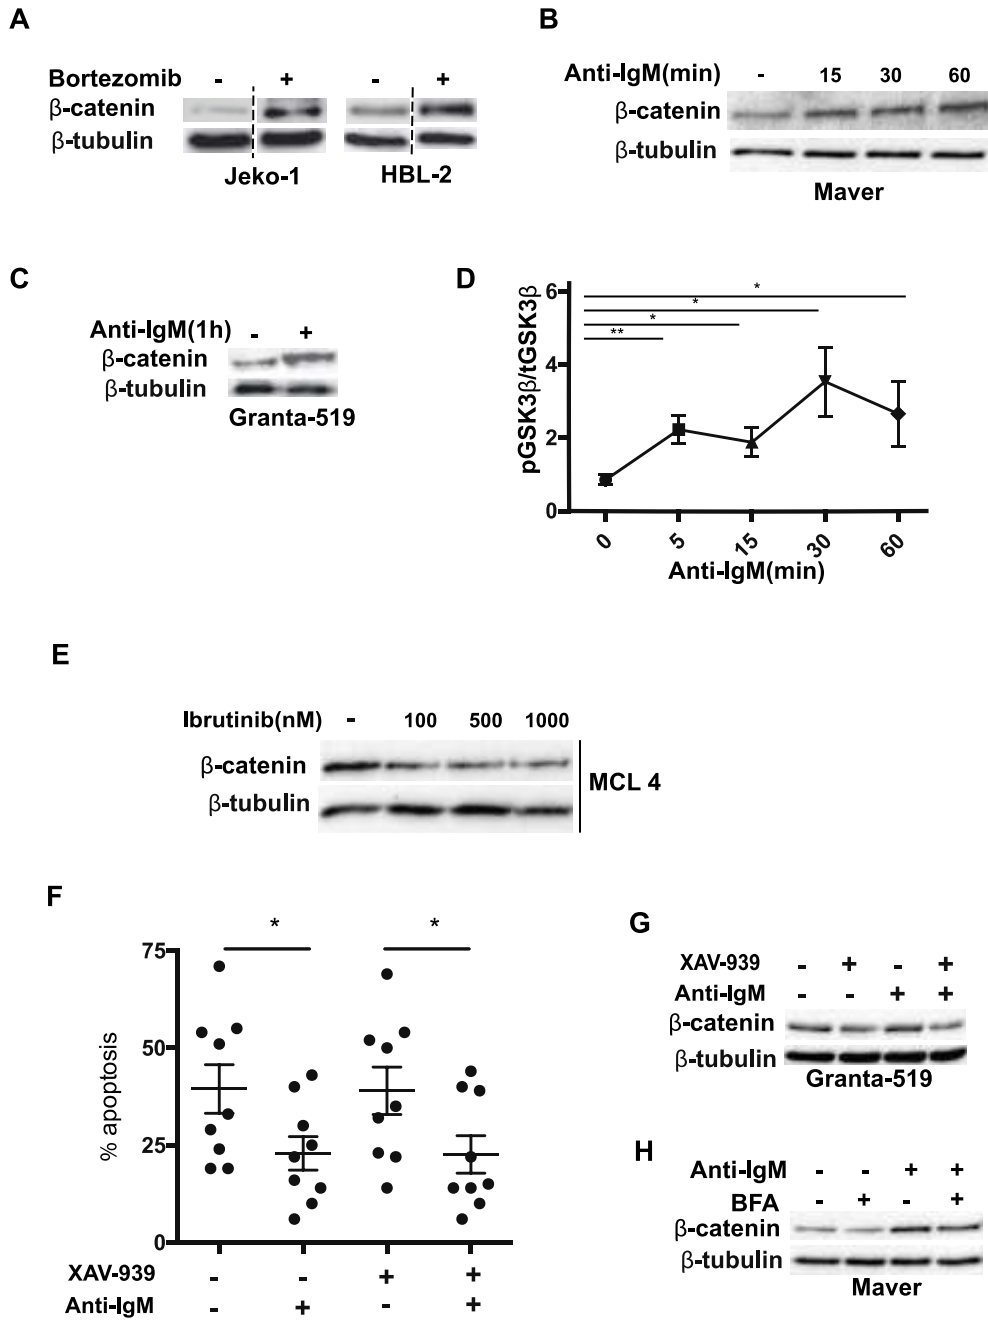 A
Bortezomib - + - +
β-catenin
β-tubulin
Jeko-1 HBL-2
B
Anti-IgM(min) - 15 30 60
β-catenin
β-tubulin
Maver
C
Anti-IgM(1h) - +
β-catenin
β-tubulin
Granta-519
D
pGSK3β/tGSK3β
6
4
2
0
*
*
*
**
0 5 15 30 60
Anti-IgM(min)
E
Ibrutinib(nM) - 100 500 1000
β-catenin
β-tubulin
MCL 4
F
% apoptosis
75
50
25
0
* *
XAV-939 - - + +
Anti-IgM - + - +
G
XAV-939 - + - +
Anti-IgM - - + +
β-catenin
β-tubulin
Granta-519
H
Anti-IgM - - + +
BFA - + - +
β-catenin
β-tubulin
Maver